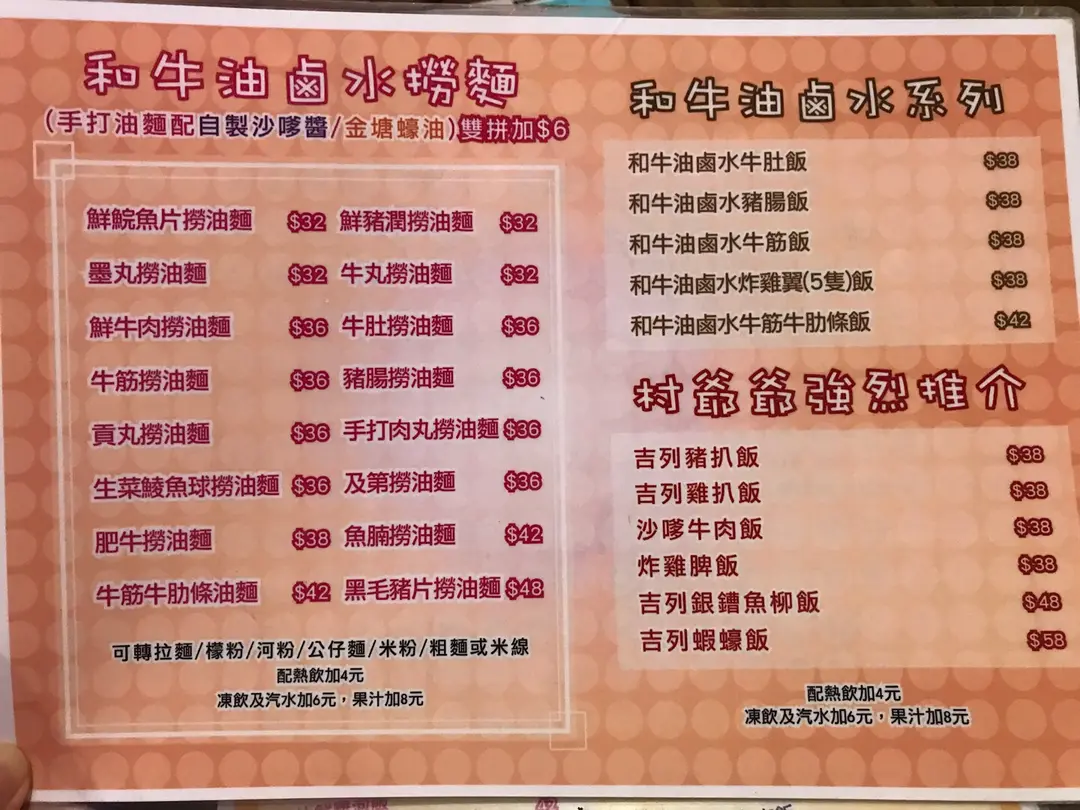 和牛油鹵水撈麵
(手打油麵配自製沙嗲醬/金塘蠔油)雙拼加$6
鮮鯇魚片撈油麵 $32 鮮豬潤撈油麵 $32
墨丸撈油麵 $32 牛丸撈油麵 $32
鮮牛肉撈油麵 $36 牛肚撈油麵 $36
牛筋撈油麵 $36 豬腸撈油麵 $36
貢丸撈油麵 $36 手打肉丸撈油麵 $36
生菜鯪魚球撈油麵 $36 及第撈油麵 $36
肥牛撈油麵 $38 魚腩撈油麵 $42
牛筋牛肋條油麵 $42 黑毛豬片撈油麵 $48
可轉拉麵/檬粉/河粉/公仔麵/米粉/粗麵或米線
配熱飲加4元
凍飲及汽水加6元，果汁加8元
和牛油鹵水系列
和牛油鹵水牛肚飯 $38
和牛油鹵水豬腸飯 $38
和牛油鹵水牛筋飯 $38
和牛油鹵水炸雞翼(5隻)飯 $38
和牛油鹵水牛筋牛肋條飯 $42
村爺爺強烈推介
吉列豬扒飯 $38
吉列雞扒飯 $38
沙嗲牛肉飯 $38
炸雞脾飯 $38
吉列銀鱈魚柳飯 $48
吉列蝦蠔飯 $58
配熱飲加4元
凍飲及汽水加6元，果汁加8元